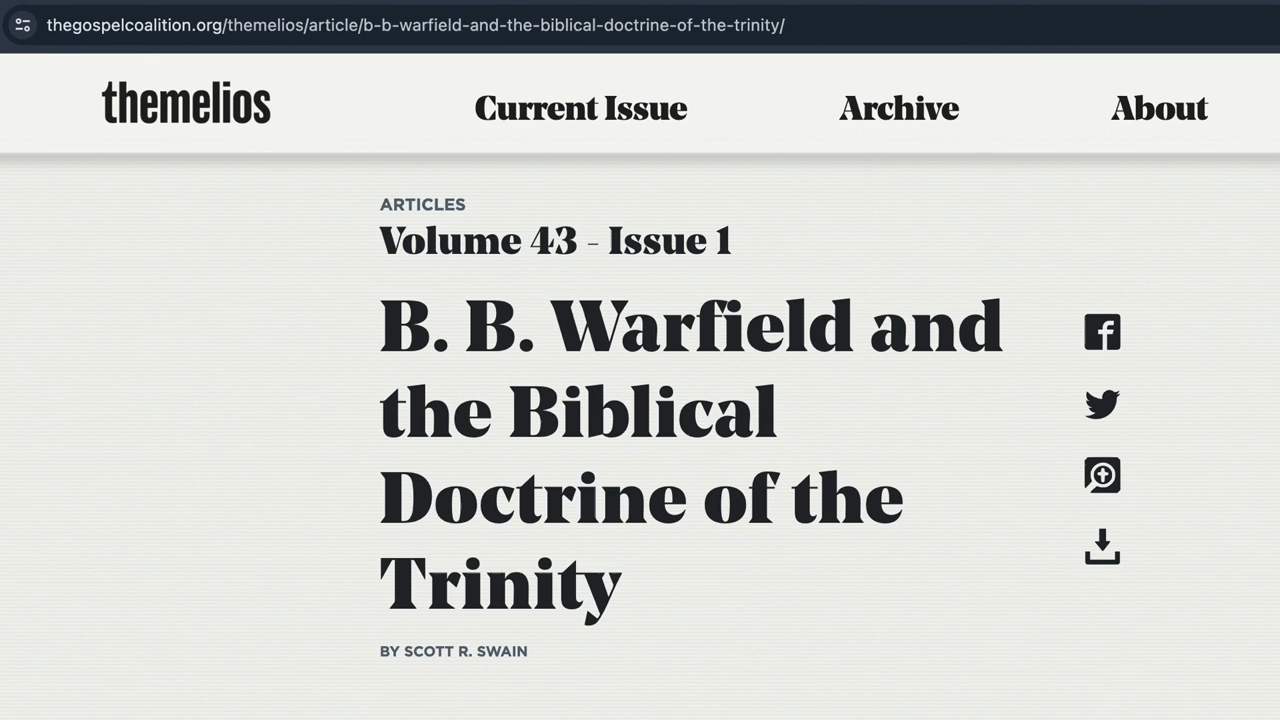 thegospelcoalition.org/themelios/article/b-b-warfield-and-the-biblical-doctrine-of-the-trinity/
themelios
Current Issue
Archive
About
ARTICLES
Volume 43 - Issue 1
B. B. Warfield and
the Biblical
Doctrine of the
Trinity
BY SCOTT R. SWAIN